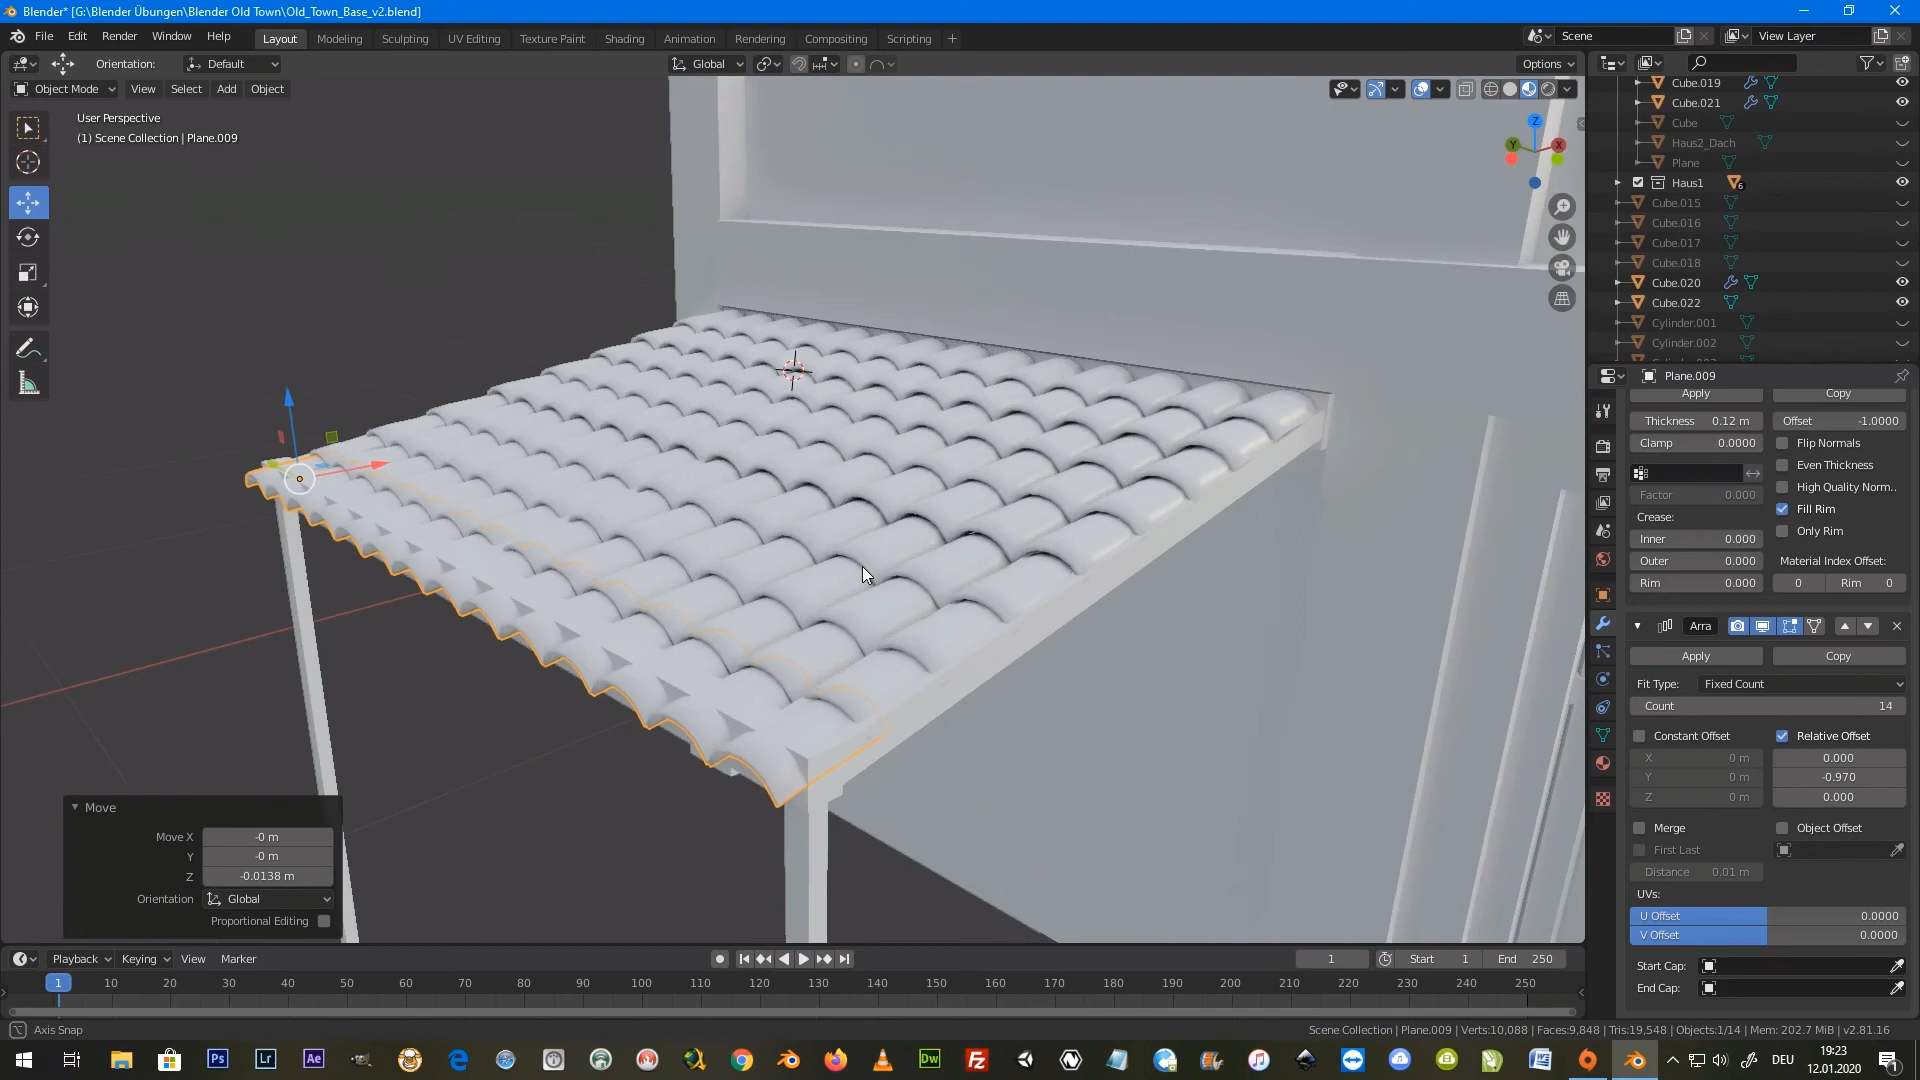 Blender* [G:\Blender Übungen\Blender Old Town\Old_Town_Base_v2.blend]
File Edit Render Window Help
Layout Modeling Sculpting UV Editing Texture Paint Shading Animation Rendering Compositing Scripting +
Scene
View Layer
Orientation: Default
Global
Options
Object Mode View Select Add Object
User Perspective
(1) Scene Collection | Plane.009
Z
Y
X
Cube.019
Cube.021
Cube
Haus2_Dach
Plane
Haus1 6
Cube.015
Cube.016
Cube.017
Cube.018
Cube.020
Cube.022
Cylinder.001
Cylinder.002
Plane.009
Apply Copy
Thickness 0.12 m Offset -1.0000
Clamp 0.0000 Flip Normals
Even Thickness
High Quality Norm..
Factor 0.000
Fill Rim
Crease:
Only Rim
Inner 0.000
Outer 0.000 Material Index Offset:
Rim 0.000 0 Rim 0
Arra
Apply Copy
Fit Type: Fixed Count
Count 14
Constant Offset Relative Offset
X 0 m 0.000
Y 0 m -0.970
Z 0 m 0.000
Merge Object Offset
First Last
Distance 0.01 m
UVs:
U Offset 0.0000
V Offset 0.0000
Start Cap:
End Cap:
Move
Move X -0 m
Y -0 m
Z -0.0138 m
Orientation Global
Proportional Editing
Playback Keying View Marker
1 Start 1 End 250
1 10 20 30 40 50 60 70 80 90 100 110 120 130 140 150 160 170 180 190 200 210 220 230 240 250
Axis Snap
Scene Collection | Plane.009 | Verts:10,088 | Faces:9,848 | Tris:19,548 | Objects:1/14 | Mem: 202.7 MiB | v2.81.16
Ps
Lr
Ae
Dw
DEU
19:23
12.01.2020
1